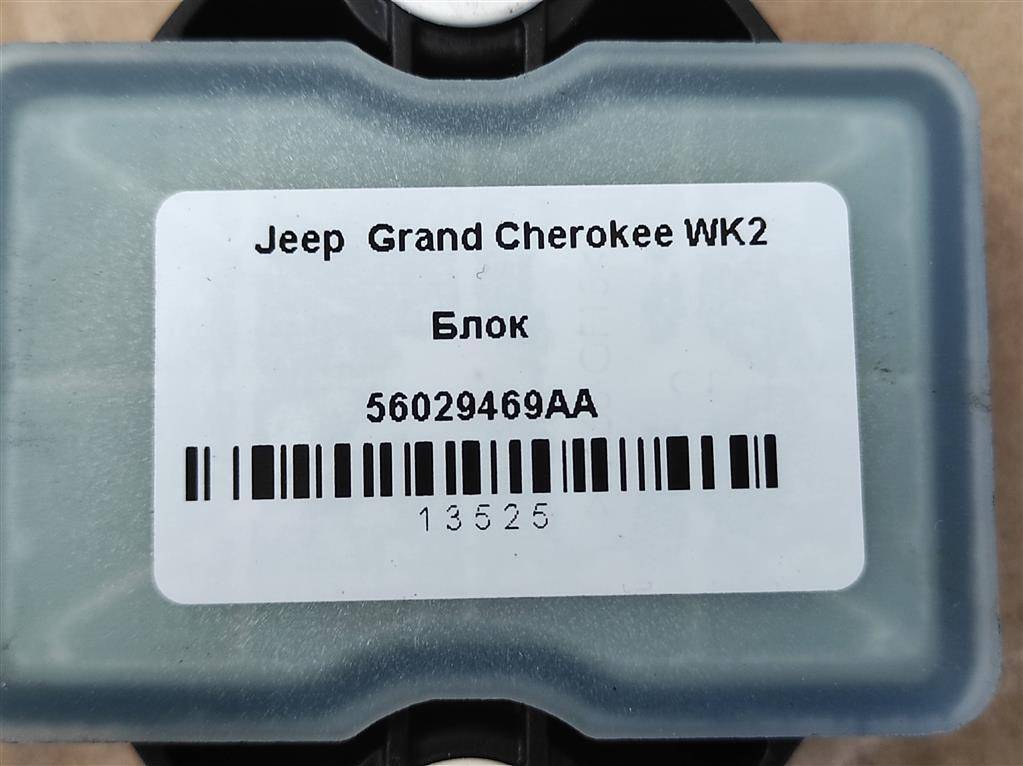 Jeep Grand Cherokee WK2
Блок
56029469AA
13525